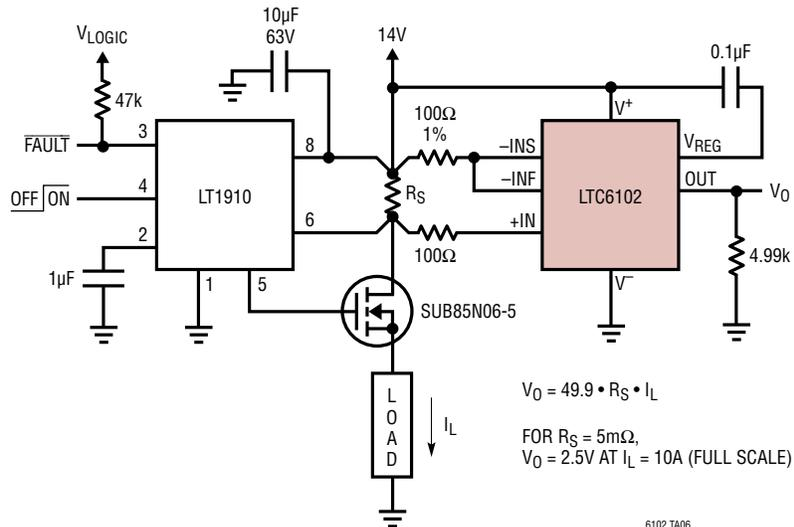 10µF
63V
VLOGIC
14V
0.1µF
47k
100Ω
1%
V+
FAULT
3
8
–INS
VREG
–INF
OUT
VO
OFF ON
4
LT1910
RS
LTC6102
2
6
+IN
1µF
100Ω
4.99k
1
5
V–
SUB85N06-5
LOAD
IL
VO = 49.9 • RS • IL
FOR RS = 5mΩ,
VO = 2.5V AT IL = 10A (FULL SCALE)
6102 TA06